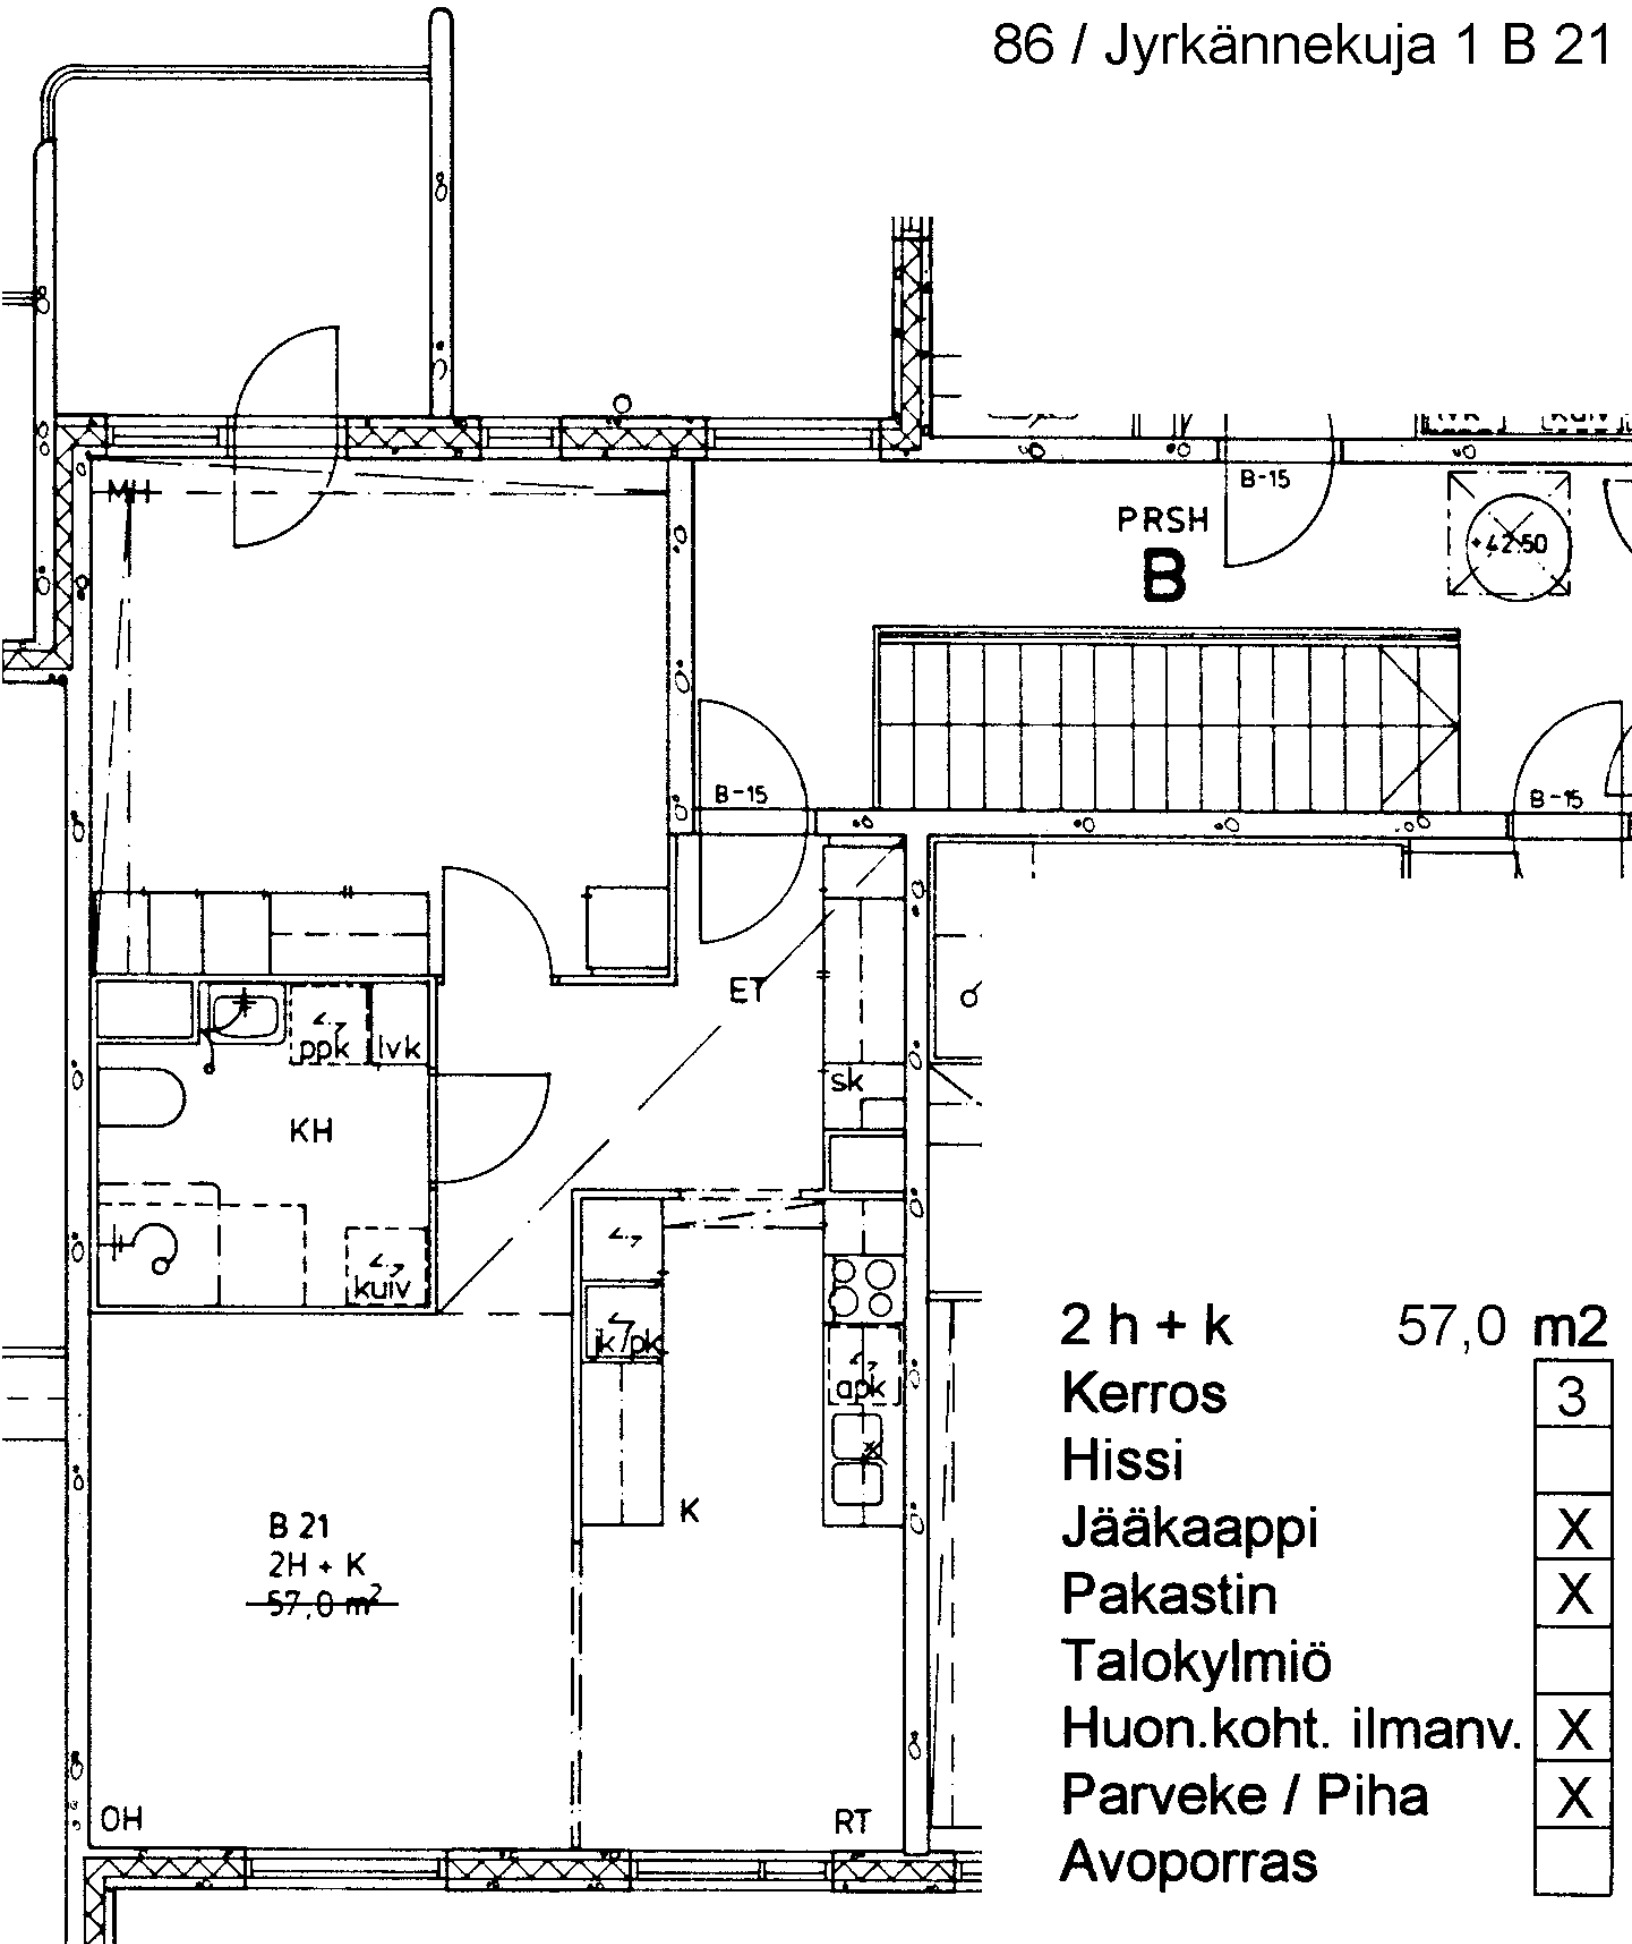 86 / Jyrkännekuja 1 B 21
lvk
kuiv
B-15
PRSH
B
+42.50
MH
B-15
B-15
ET
ppk
lvk
sk
KH
kuiv
jk/pk
apk
K
B 21
2H + K
57,0 m²
OH
RT
2 h + k 57,0 m2
Kerros 3
Hissi
Jääkaappi X
Pakastin X
Talokylmiö
Huon.koht. ilmanv. X
Parveke / Piha X
Avoporras